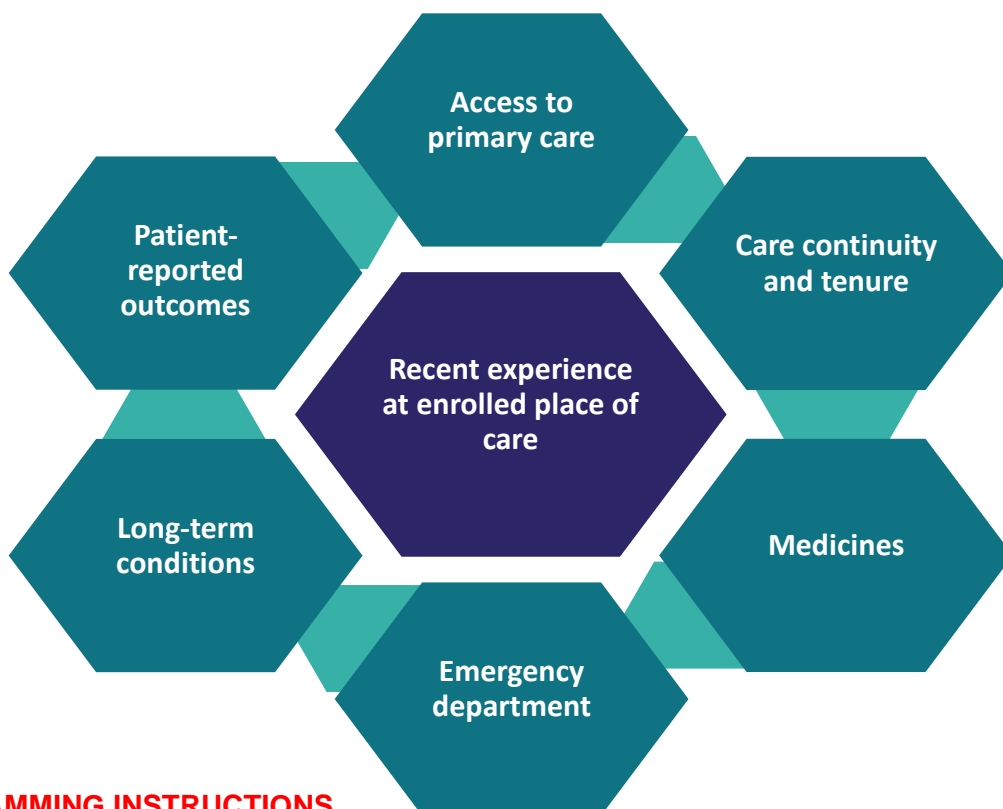 Access to
primary care
Patient-
reported
outcomes
Care continuity
and tenure
Recent experience
at enrolled place of
care
Long-term
conditions
Medicines
Emergency
department
INSTRUCTIONS